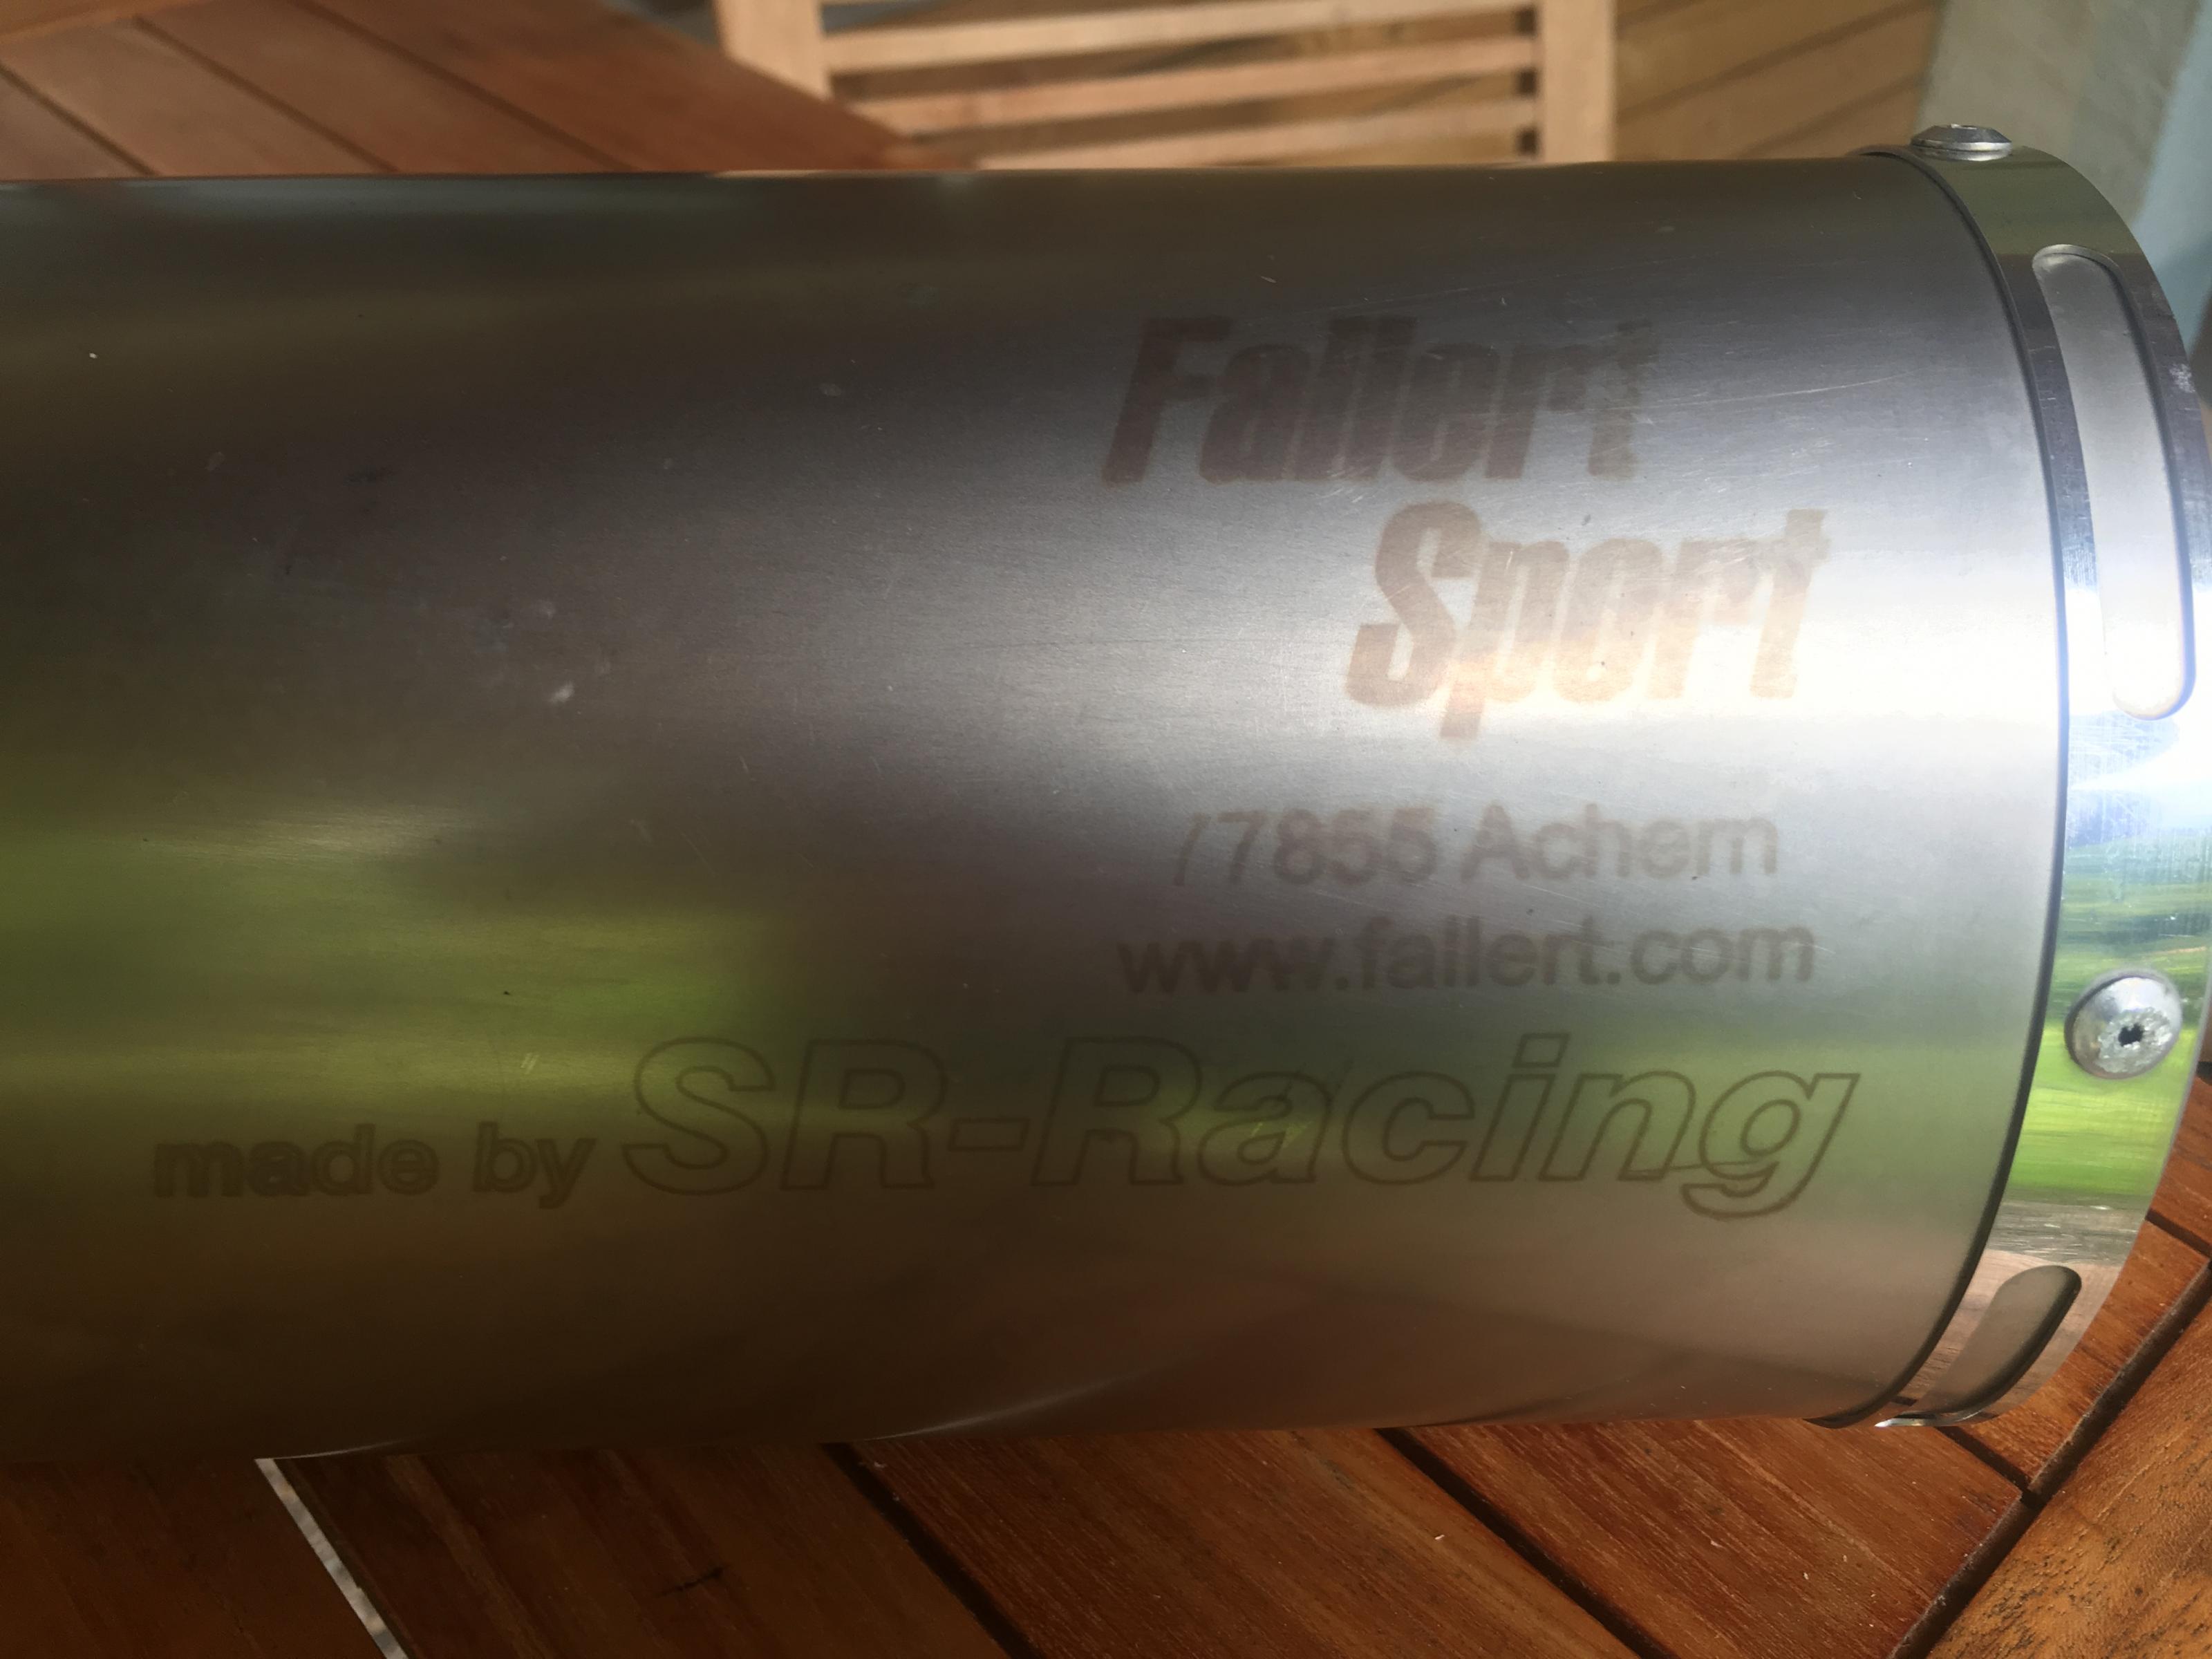 Fallert
Sport
77855 Achern
www.fallert.com
made by SR-Racing